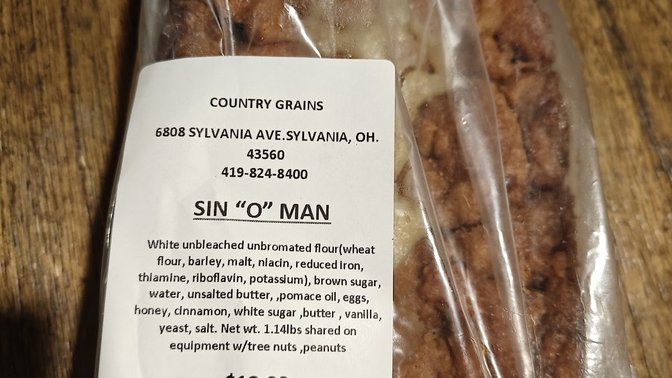 COUNTRY GRAINS
6808 SYLVANIA AVE.SYLVANIA, OH.
43560
419-824-8400
SIN “O” MAN
White unbleached unbromated flour(wheat
flour, barley, malt, niacin, reduced iron,
thiamine, riboflavin, potassium), brown sugar,
water, unsalted butter, ,pomace oil, eggs,
honey, cinnamon, white sugar ,butter , vanilla,
yeast, salt. Net wt. 1.14lbs shared on
equipment w/tree nuts ,peanuts